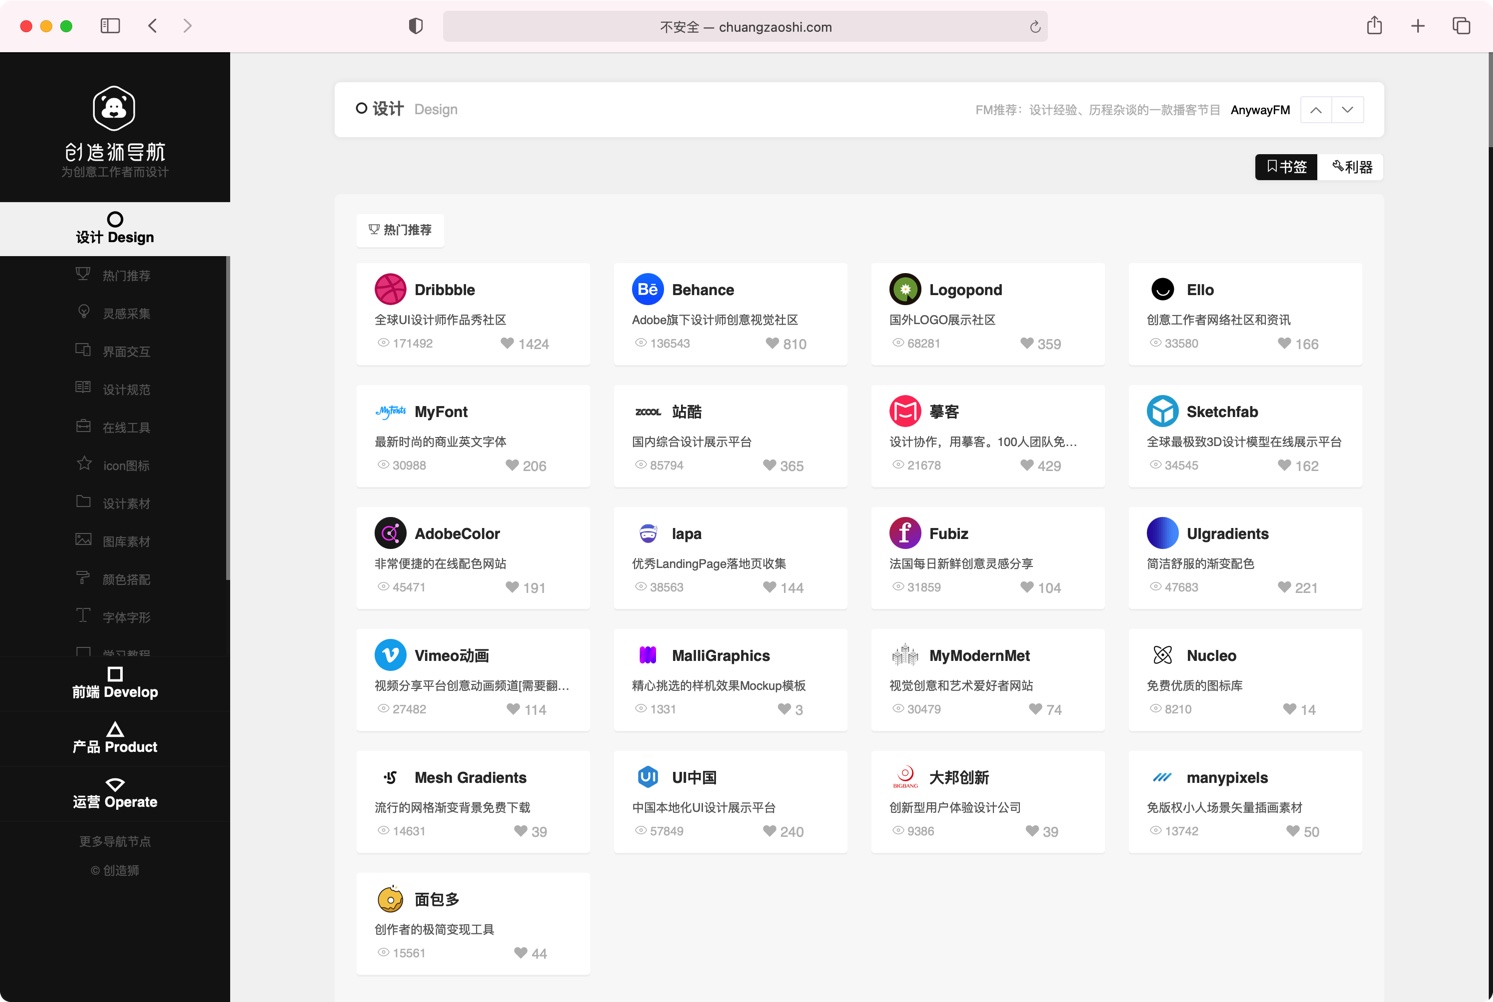 不安全 — chuangzaoshi.com
创造狮导航
为创意工作者而设计
设计 Design
热门推荐
灵感采集
界面交互
设计规范
在线工具
icon图标
设计素材
图库素材
颜色搭配
字体字形
学习教程
前端 Develop
产品 Product
运营 Operate
更多导航节点
© 创造狮
设计 Design
FM推荐：设计经验、历程杂谈的一款播客节目 AnywayFM
书签 利器
热门推荐
Dribbble
全球UI设计师作品秀社区
171492 1424
Behance
Adobe旗下设计师创意视觉社区
136543 810
Logopond
国外LOGO展示社区
68281 359
Ello
创意工作者网络社区和资讯
33580 166
MyFonts MyFont
最新时尚的商业英文字体
30988 206
ZCOOL 站酷
国内综合设计展示平台
85794 365
摹客
设计协作，用摹客。100人团队免...
21678 429
Sketchfab
全球最极致3D设计模型在线展示平台
34545 162
AdobeColor
非常便捷的在线配色网站
45471 191
lapa
优秀LandingPage落地页收集
38563 144
f Fubiz
法国每日新鲜创意灵感分享
31859 104
UIgradients
简洁舒服的渐变配色
47683 221
Vimeo动画
视频分享平台创意动画频道[需要翻...
27482 114
MalliGraphics
精心挑选的样机效果Mockup模板
1331 3
MyModernMet
视觉创意和艺术爱好者网站
30479 74
Nucleo
免费优质的图标库
8210 14
Mesh Gradients
流行的网格渐变背景免费下载
14631 39
UI UI中国
中国本地化UI设计展示平台
57849 240
BIGBANG 大邦创新
创新型用户体验设计公司
9386 39
manypixels
免版权小人场景矢量插画素材
13742 50
面包多
创作者的极简变现工具
15561 44